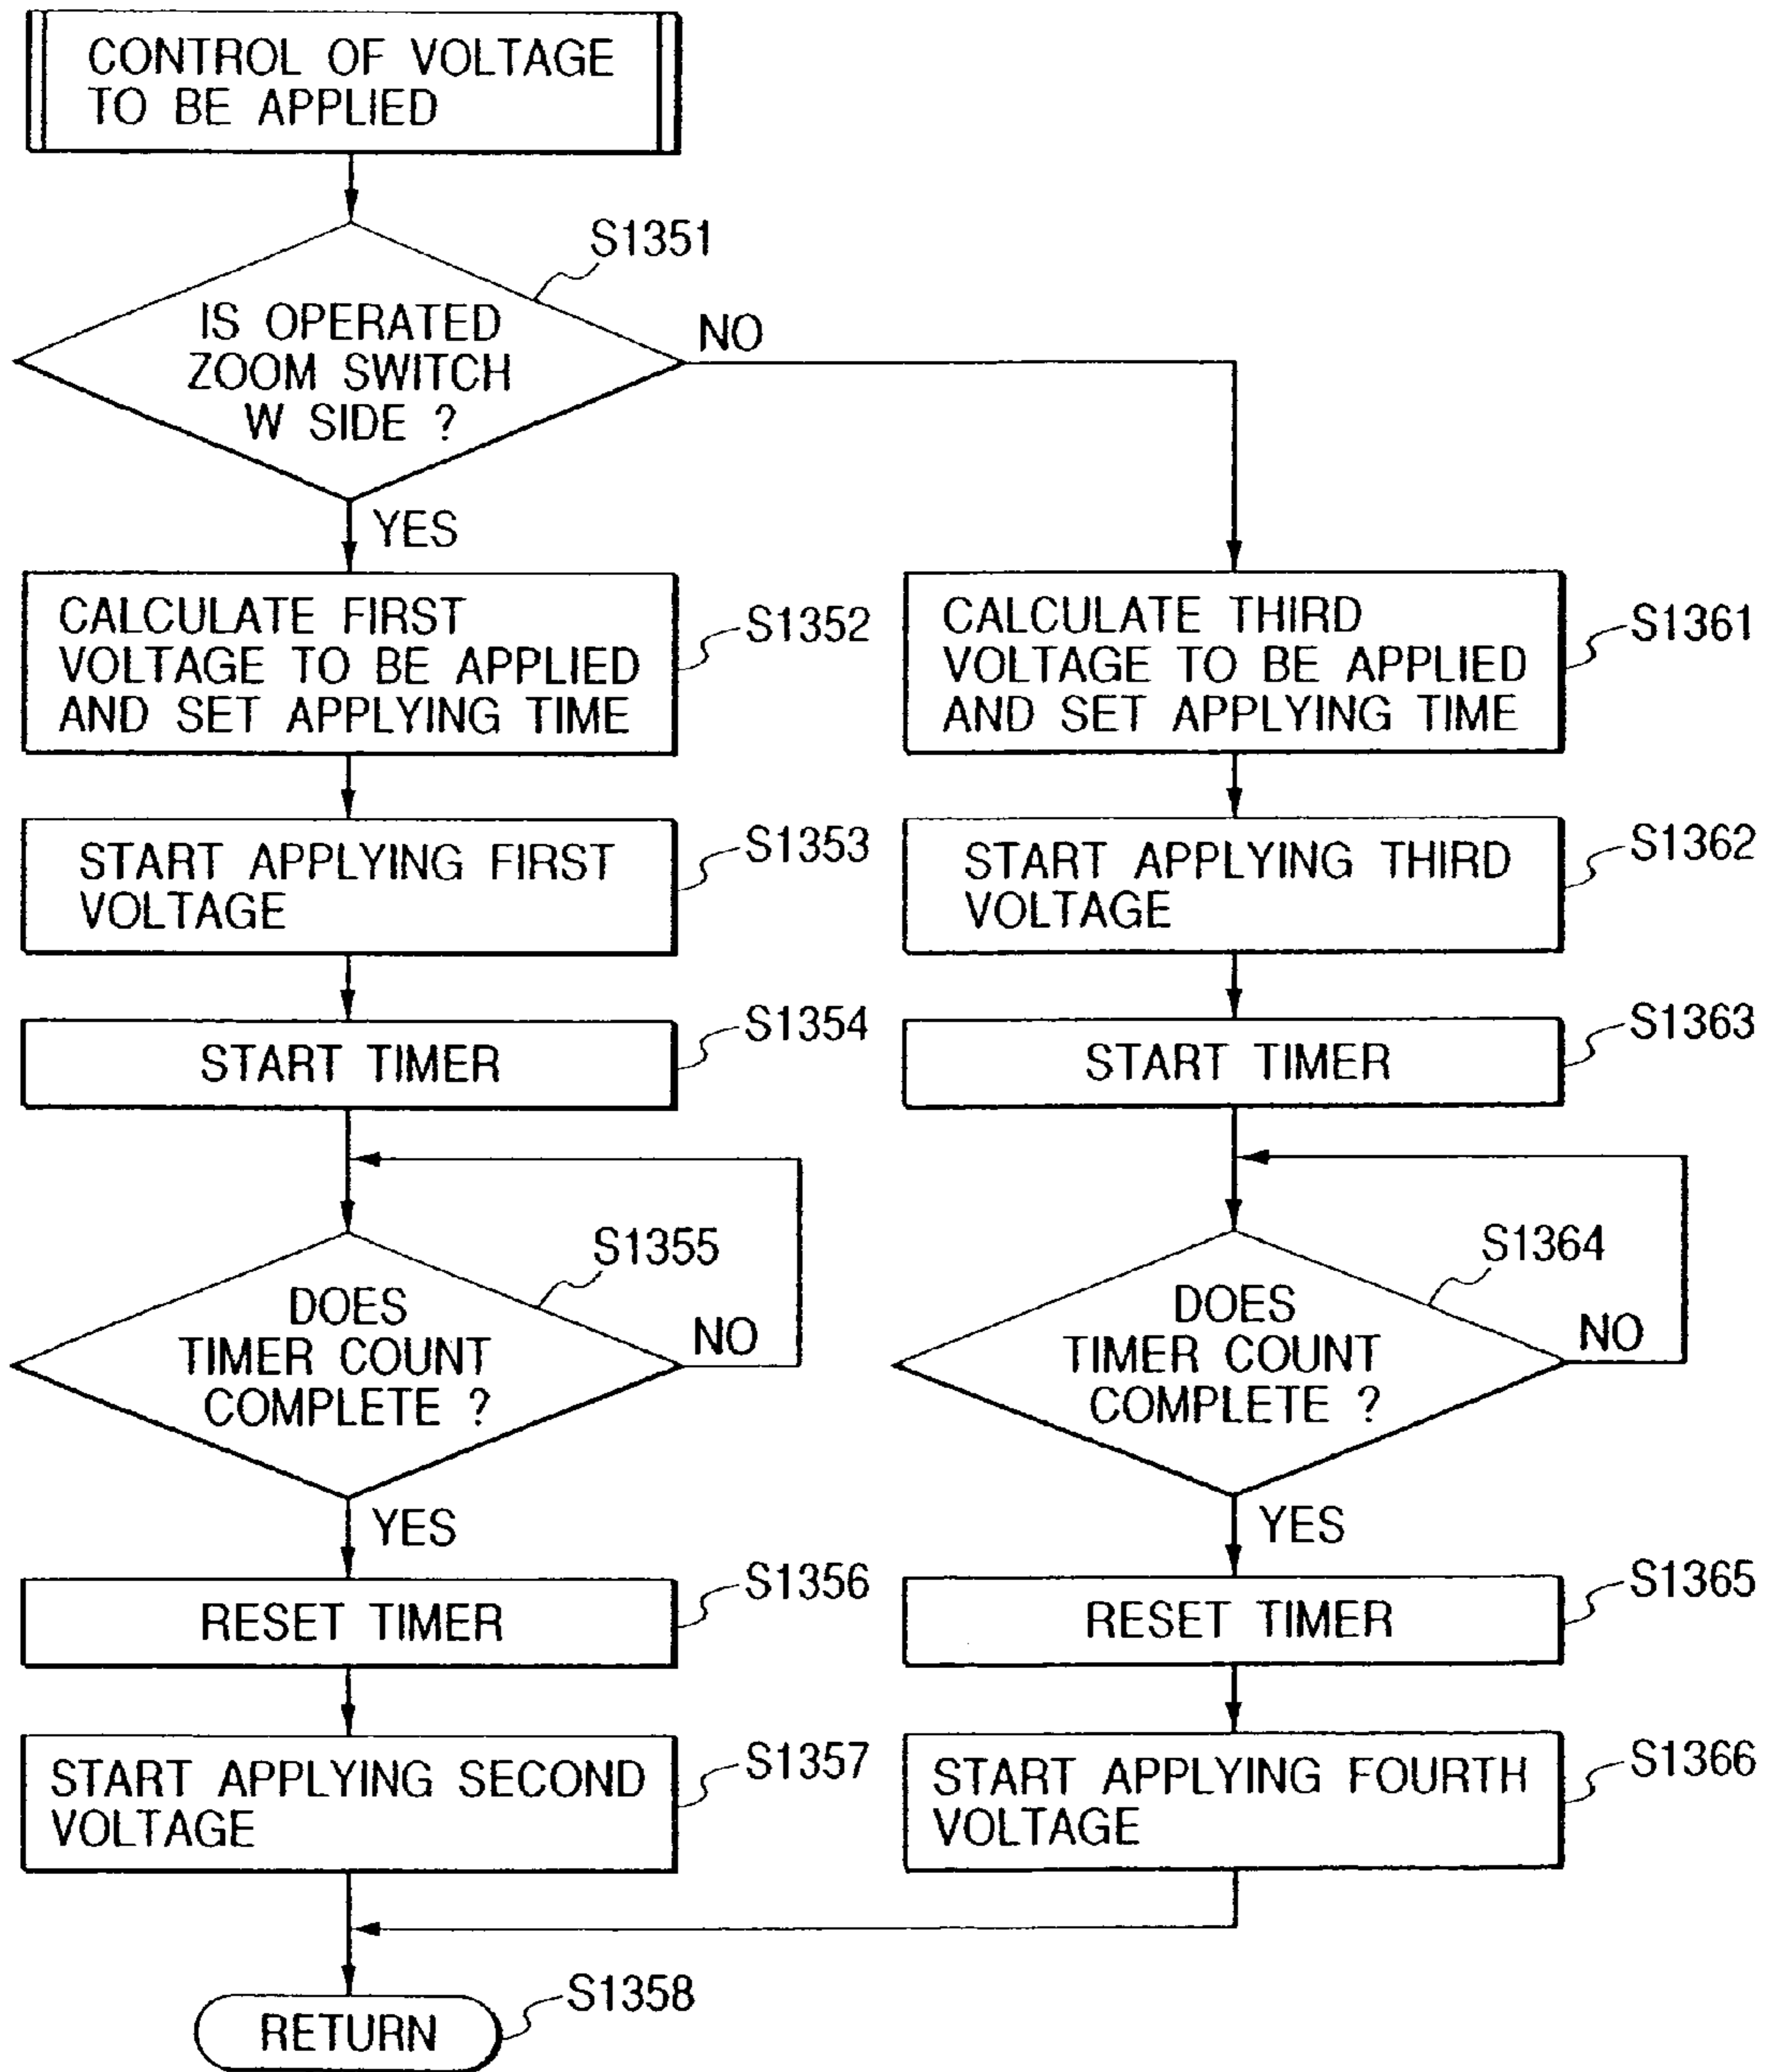 CONTROL OF VOLTAGE
TO BE APPLIED
S1351
IS OPERATED
ZOOM SWITCH
W SIDE ?
NO
YES
CALCULATE FIRST
VOLTAGE TO BE APPLIED
AND SET APPLYING TIME
S1352
START APPLYING FIRST
VOLTAGE
S1353
START TIMER
S1354
S1355
DOES
TIMER COUNT
COMPLETE ?
NO
YES
RESET TIMER
S1356
START APPLYING SECOND
VOLTAGE
S1357
CALCULATE THIRD
VOLTAGE TO BE APPLIED
AND SET APPLYING TIME
S1361
START APPLYING THIRD
VOLTAGE
S1362
START TIMER
S1363
S1364
DOES
TIMER COUNT
COMPLETE ?
NO
YES
RESET TIMER
S1365
START APPLYING FOURTH
VOLTAGE
S1366
RETURN
S1358